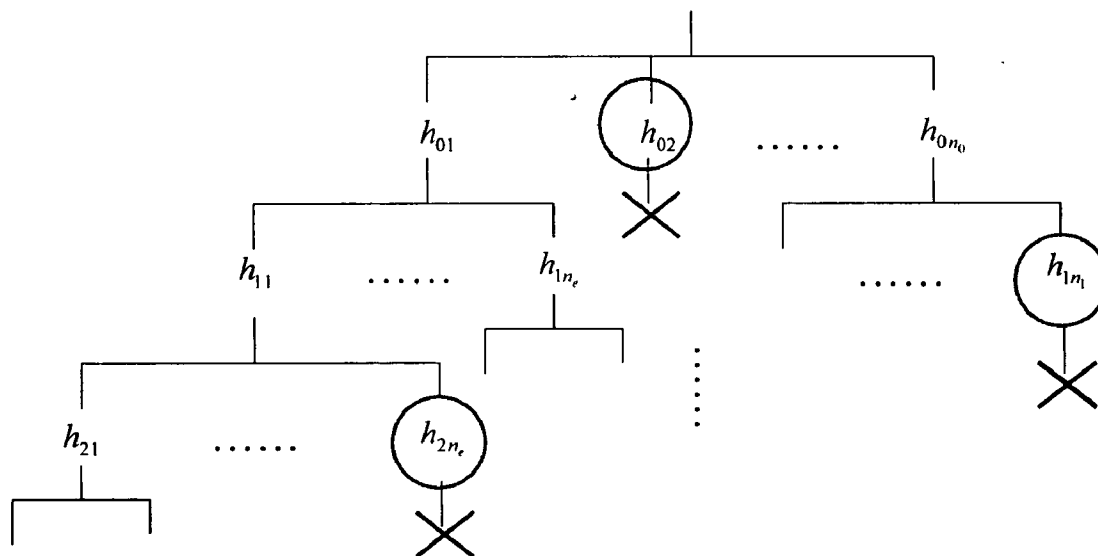 h₀₁ h₀₂ ...... h₀ₙ₀
h₁₁ ...... h₁ₙₑ ...... h₁ₙ₁
h₂₁ ...... h₂ₙₑ